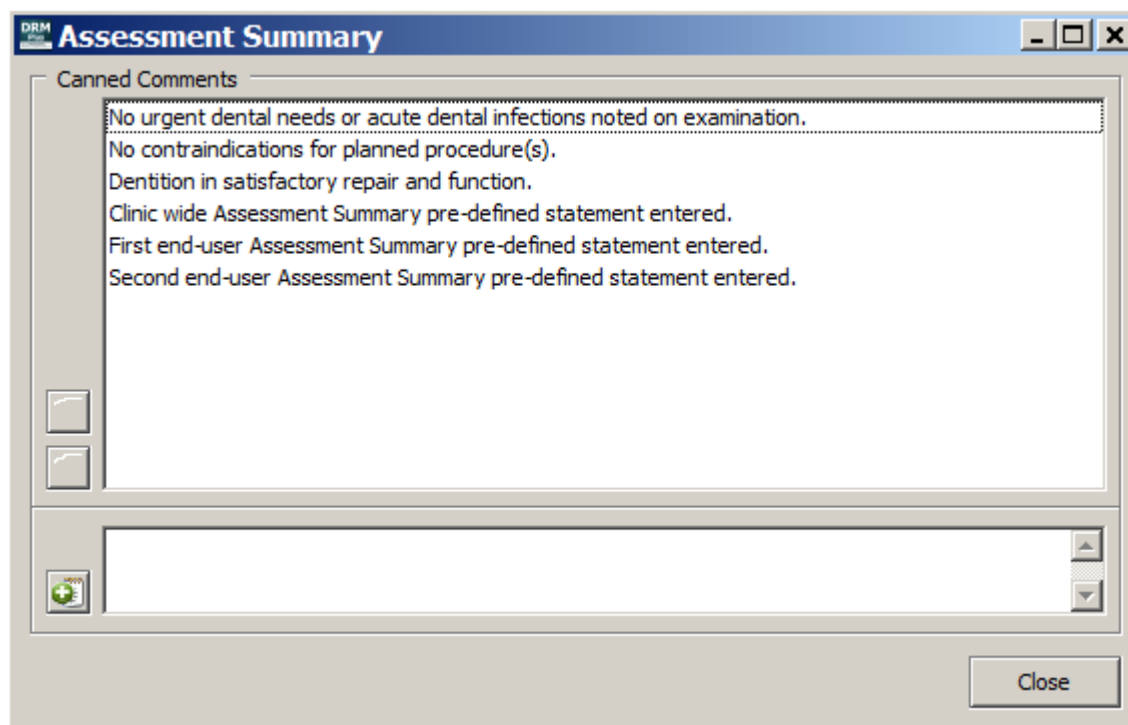 DRM
Plus
Assessment Summary
Canned Comments
No urgent dental needs or acute dental infections noted on examination.
No contraindications for planned procedure(s).
Dentition in satisfactory repair and function.
Clinic wide Assessment Summary pre-defined statement entered.
First end-user Assessment Summary pre-defined statement entered.
Second end-user Assessment Summary pre-defined statement entered.
Close